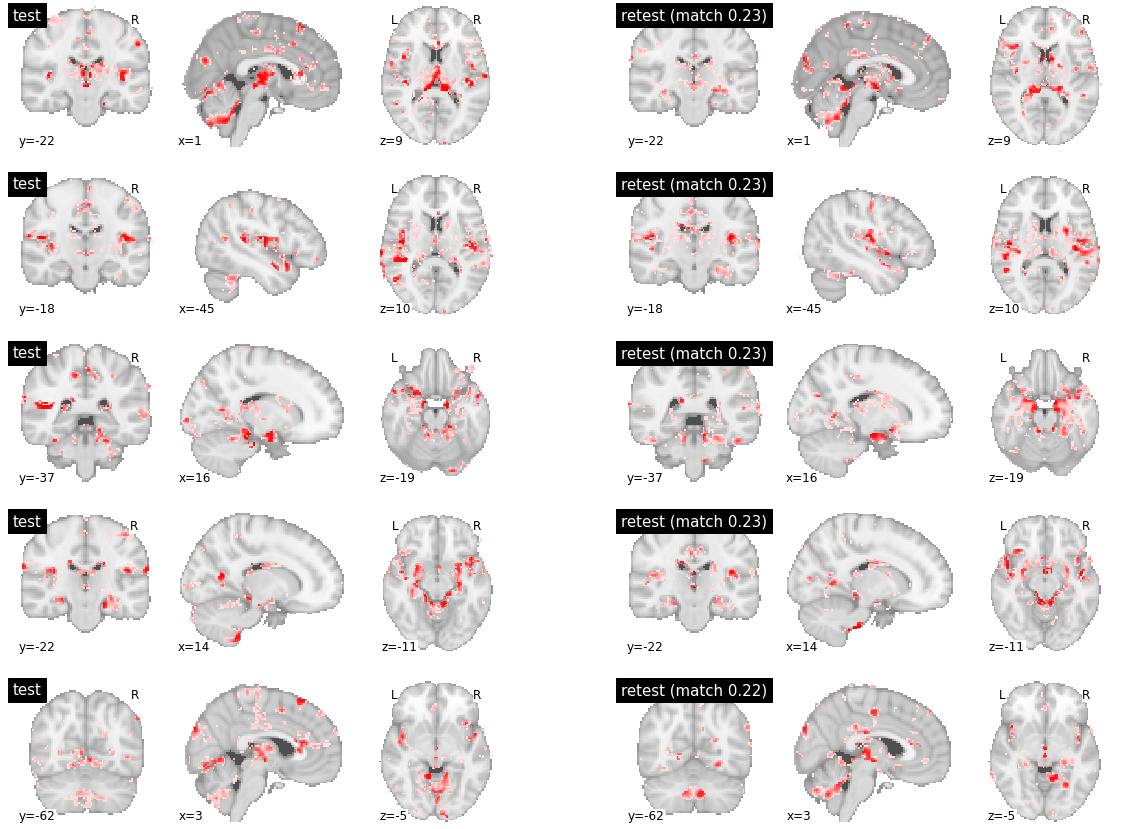 test
R
L
R
y=-22
x=1
z=9
retest (match 0.23)
L
R
y=-22
x=1
z=9
test
R
L
R
y=-18
x=-45
z=10
retest (match 0.23)
L
R
y=-18
x=-45
z=10
test
R
L
R
y=-37
x=16
z=-19
retest (match 0.23)
L
R
y=-37
x=16
z=-19
test
R
L
R
y=-22
x=14
z=-11
retest (match 0.23)
L
R
y=-22
x=14
z=-11
test
R
L
R
y=-62
x=3
z=-5
retest (match 0.22)
L
R
y=-62
x=3
z=-5